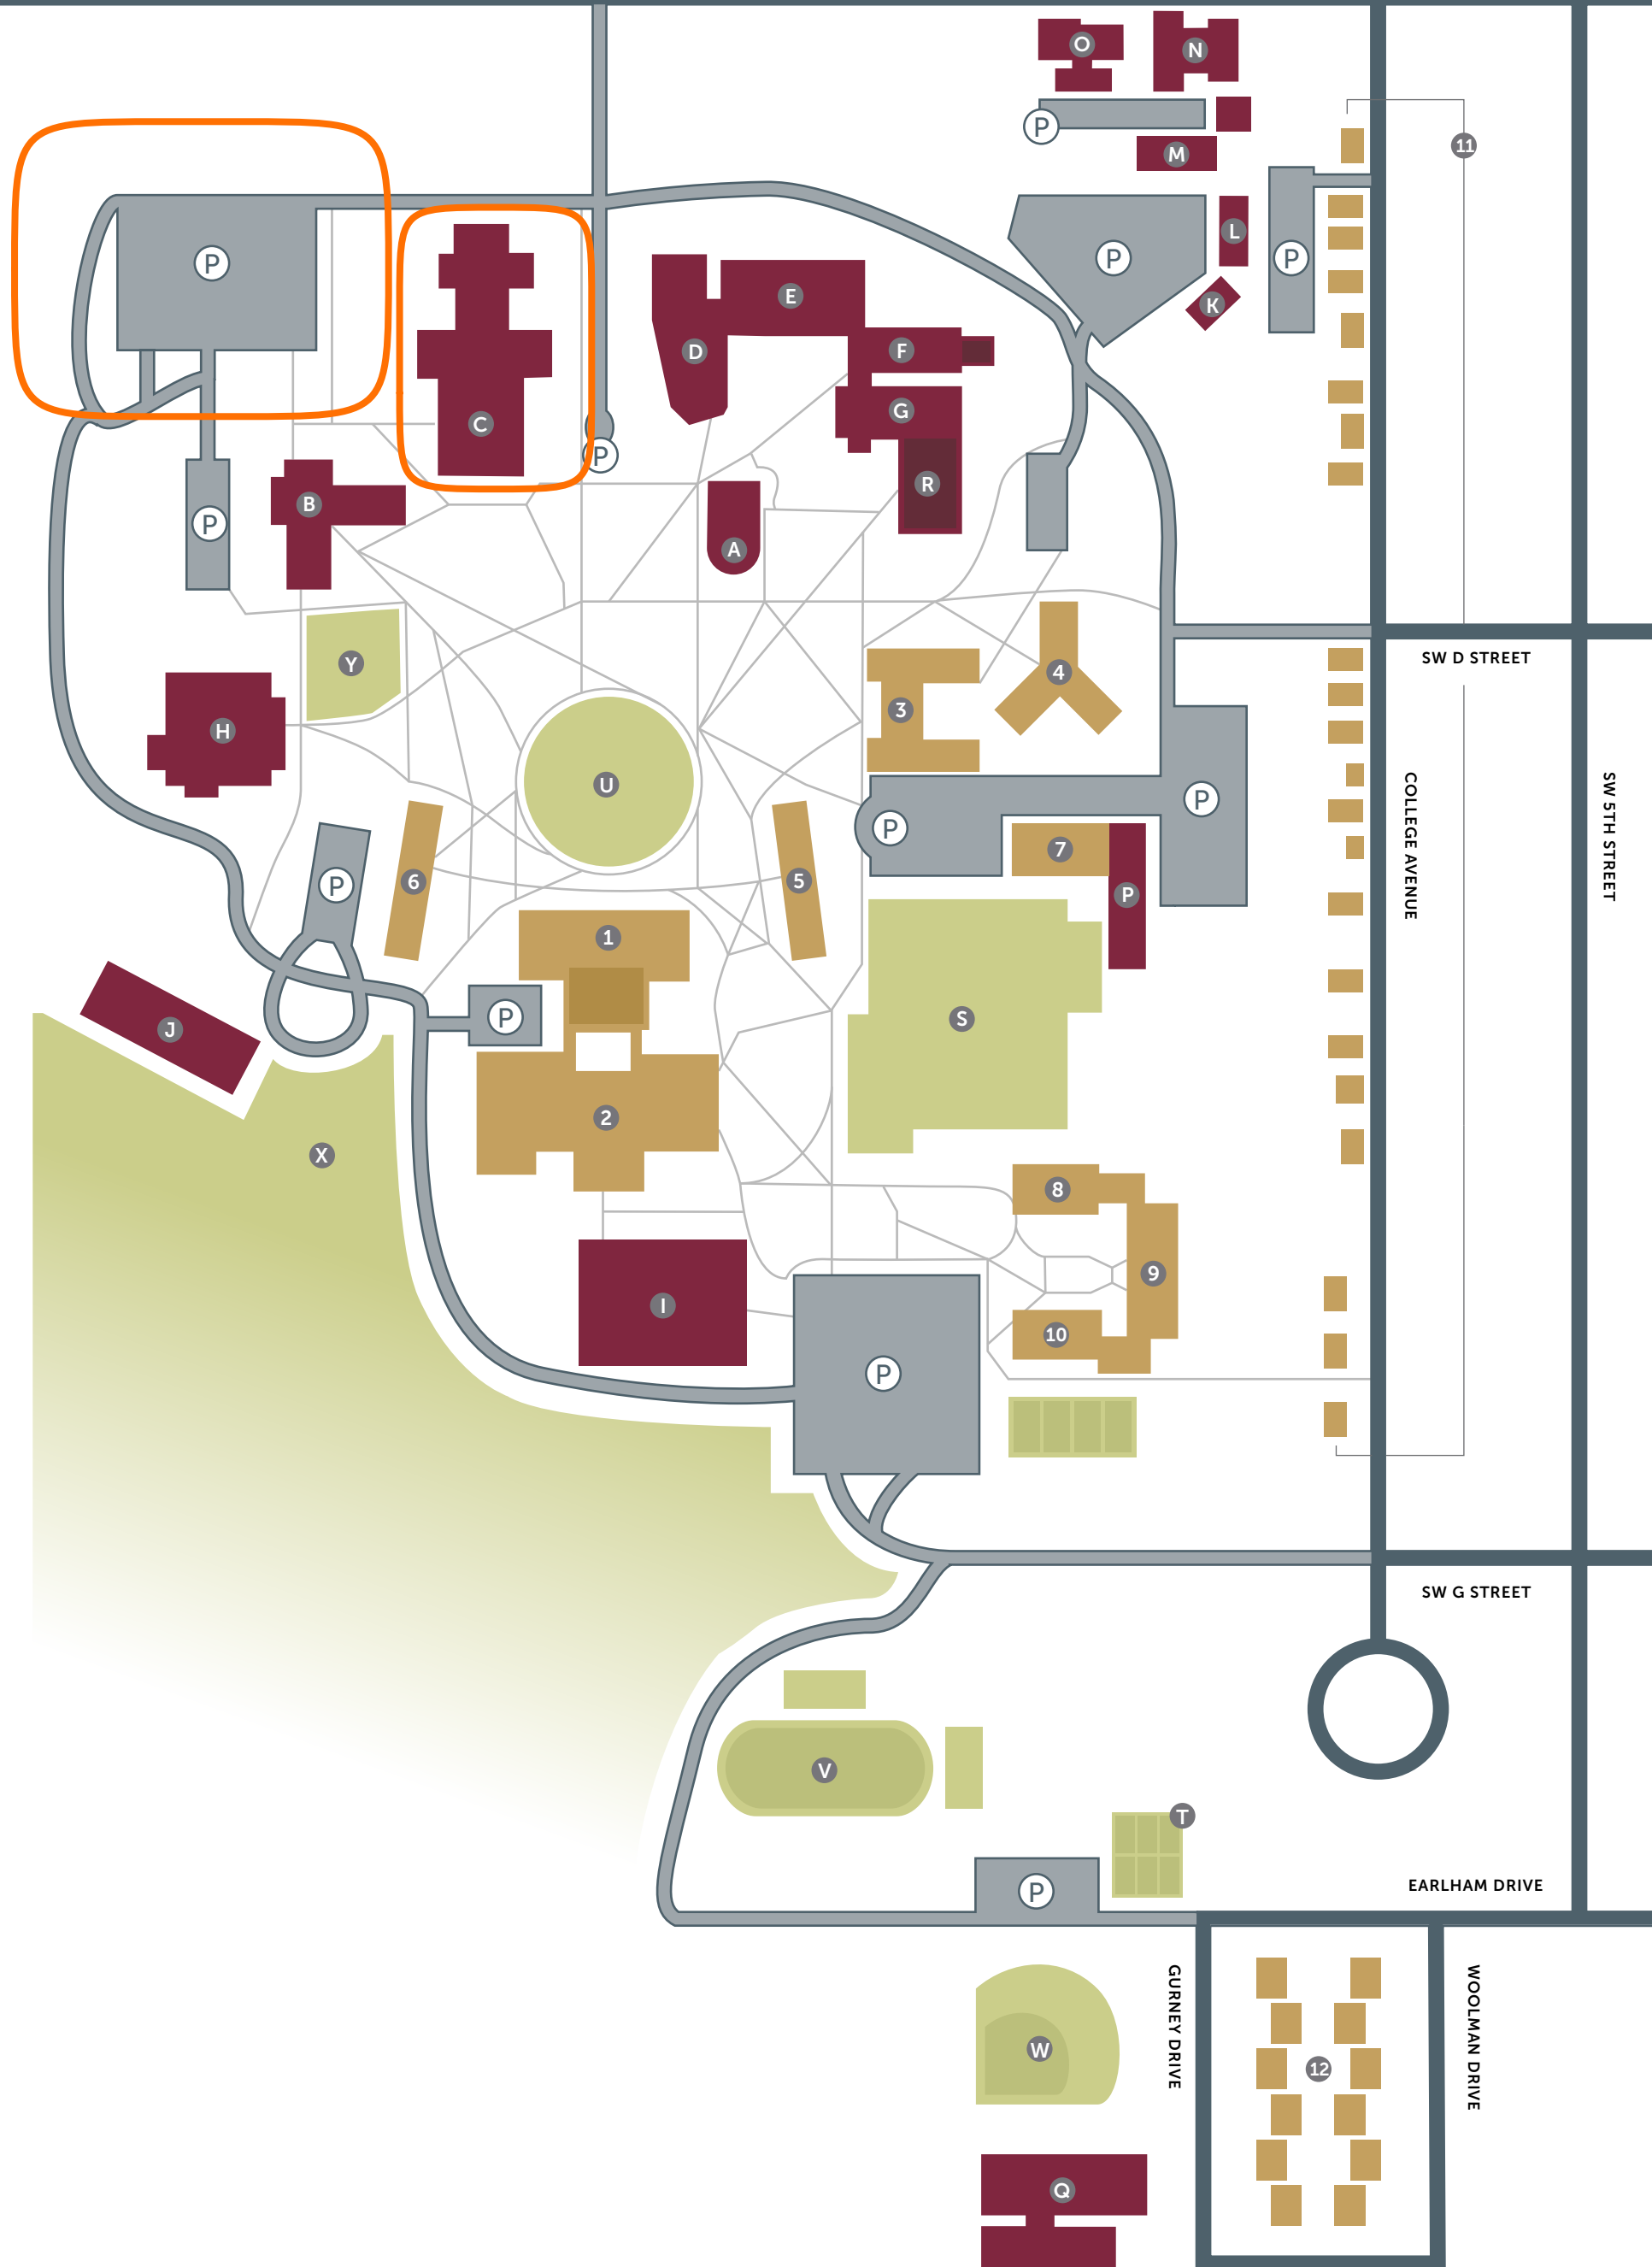 O
N
P
M
11
L
P
P
P
K
E
D
F
G
C
P
R
B
P
A
Y
SW D STREET
4
3
H
U
COLLEGE AVENUE
SW 5TH STREET
P
P
7
6
P
5
P
1
J
P
S
X
2
8
9
I
10
P
SW G STREET
V
T
EARLHAM DRIVE
P
GURNEY DRIVE
WOOLMAN DRIVE
W
12
Q